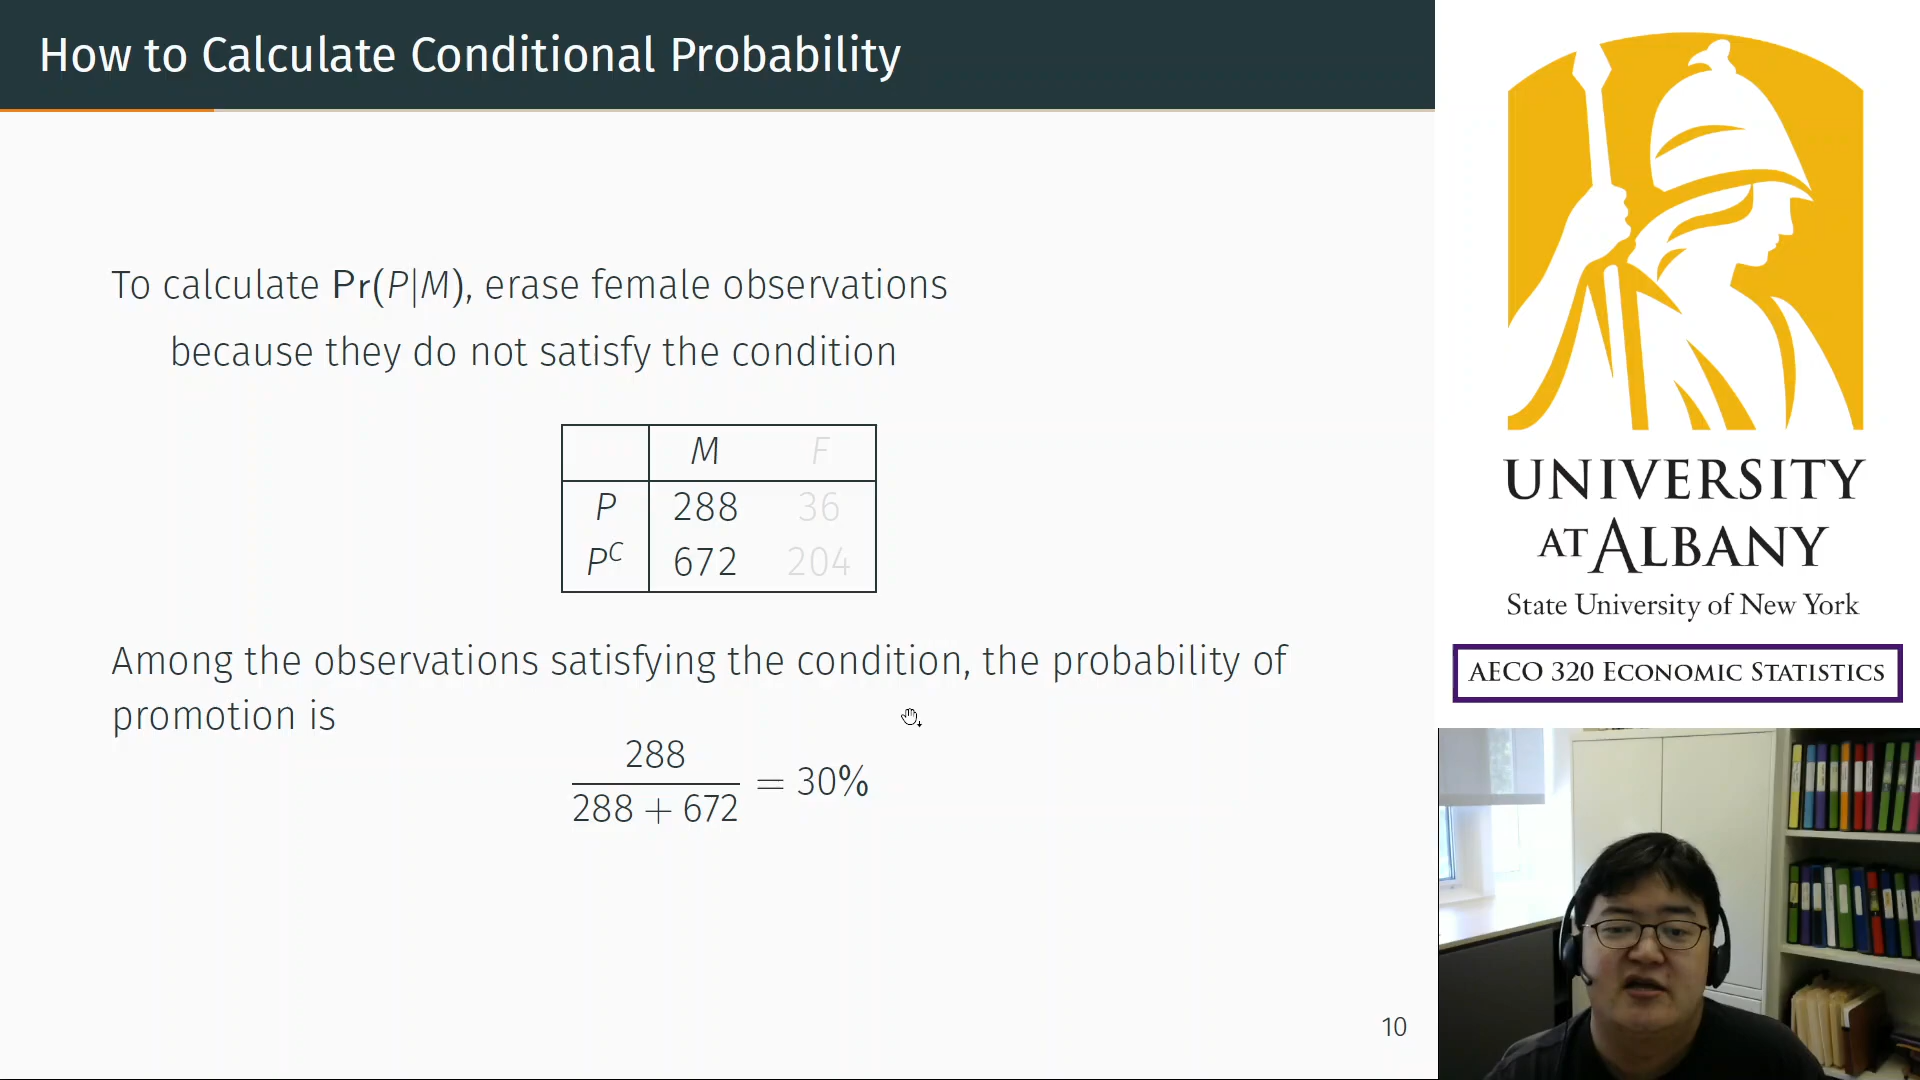 How to Calculate Conditional Probability
To calculate Pr(P|M), erase female observations
because they do not satisfy the condition
M F
P 288 36
P^C 672 204
Among the observations satisfying the condition, the probability of
promotion is
288
288 + 672
= 30%
10
UNIVERSITY
AT ALBANY
State University of New York
AECO 320 Economic Statistics